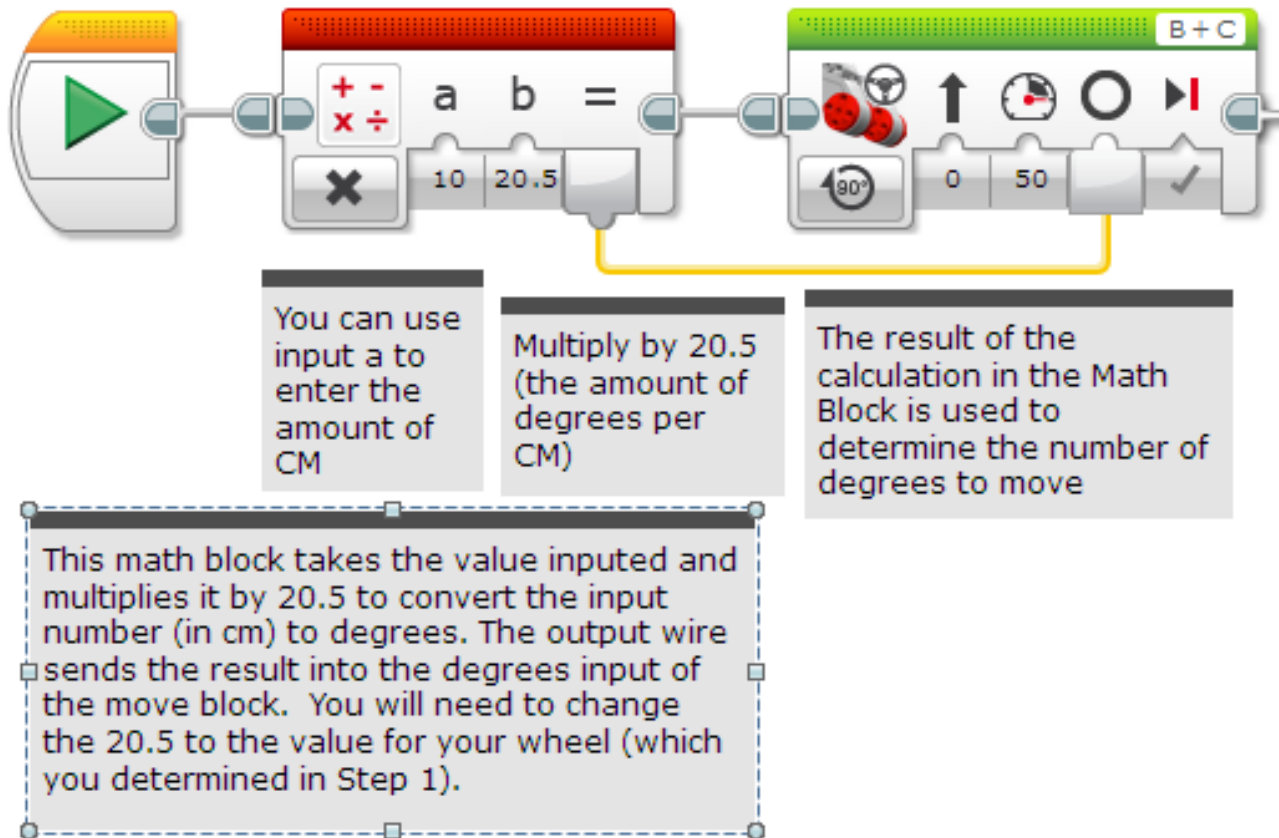 B + C
+ - a b =
x ÷
10 20.5
90° 0 50
You can use
input a to
enter the
amount of
CM
Multiply by 20.5
(the amount of
degrees per
CM)
The result of the
calculation in the Math
Block is used to
determine the number of
degrees to move
This math block takes the value inputed and
multiplies it by 20.5 to convert the input
number (in cm) to degrees. The output wire
sends the result into the degrees input of
the move block.  You will need to change
the 20.5 to the value for your wheel (which
you determined in Step 1).